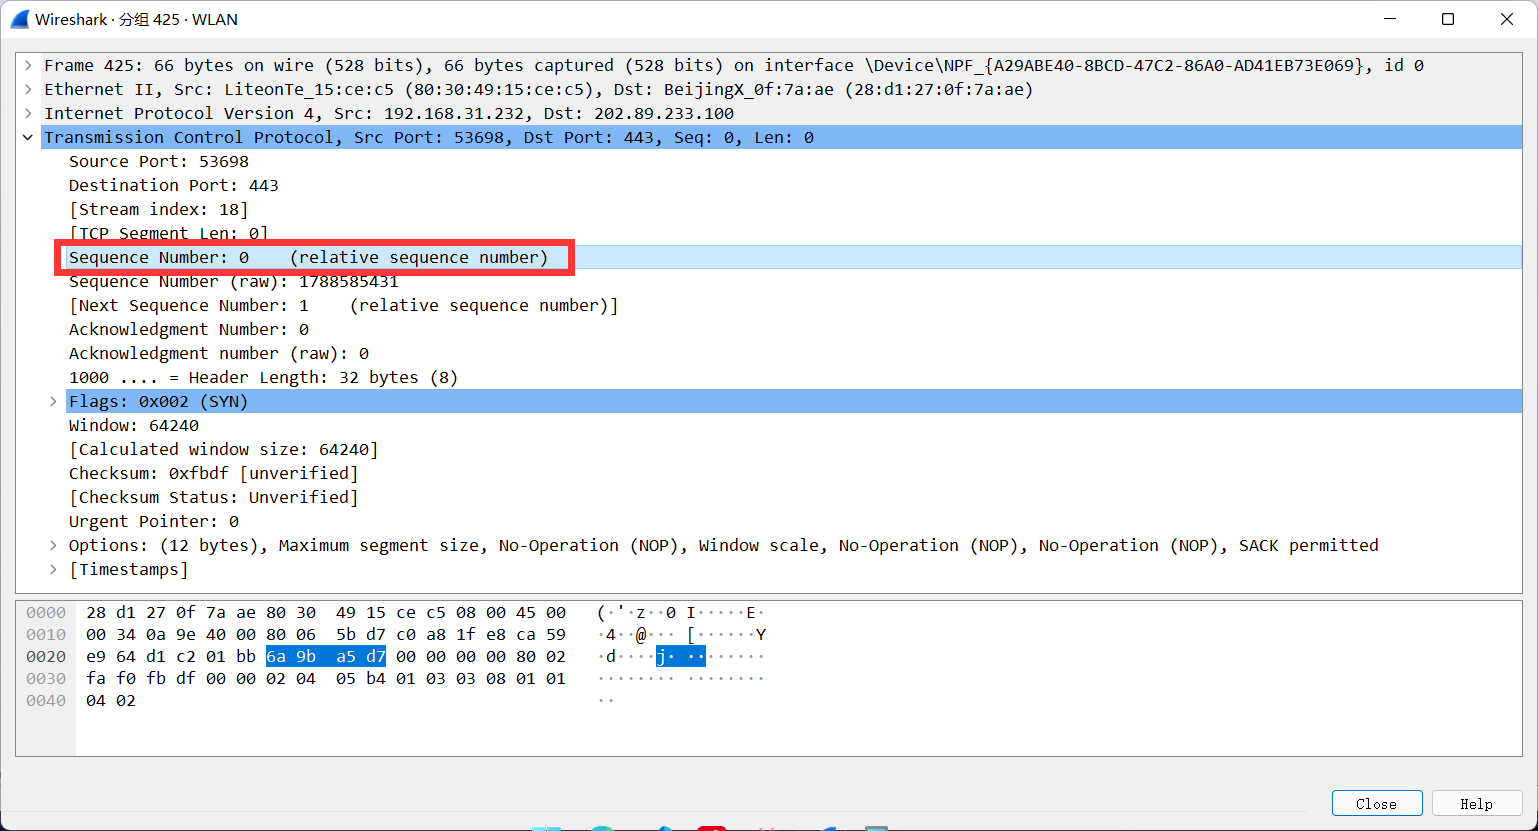 Wireshark · 分组 425 · WLAN
Frame 425: 66 bytes on wire (528 bits), 66 bytes captured (528 bits) on interface \Device\NPF_{A29ABE40-8BCD-47C2-86A0-AD41EB73E069}, id 0
Ethernet II, Src: LiteonTe_15:ce:c5 (80:30:49:15:ce:c5), Dst: BeijingX_0f:7a:ae (28:d1:27:0f:7a:ae)
Internet Protocol Version 4, Src: 192.168.31.232, Dst: 202.89.233.100
Transmission Control Protocol, Src Port: 53698, Dst Port: 443, Seq: 0, Len: 0
Source Port: 53698
Destination Port: 443
[Stream index: 18]
[TCP Segment Len: 0]
Sequence Number: 0    (relative sequence number)
Sequence Number (raw): 1788585431
[Next Sequence Number: 1    (relative sequence number)]
Acknowledgment Number: 0
Acknowledgment number (raw): 0
1000 .... = Header Length: 32 bytes (8)
Flags: 0x002 (SYN)
Window: 64240
[Calculated window size: 64240]
Checksum: 0xfbdf [unverified]
[Checksum Status: Unverified]
Urgent Pointer: 0
Options: (12 bytes), Maximum segment size, No-Operation (NOP), Window scale, No-Operation (NOP), No-Operation (NOP), SACK permitted
[Timestamps]
0000 28 d1 27 0f 7a ae 80 30 49 15 ce c5 08 00 45 00 (·'·z··0 I·····E·
0010 00 34 0a 9e 40 00 80 06 5b d7 c0 a8 1f e8 ca 59 ·4··@··· [······Y
0020 e9 64 d1 c2 01 bb 6a 9b a5 d7 00 00 00 00 80 02 ·d····j· ········
0030 fa f0 fb df 00 00 02 04 05 b4 01 03 03 08 01 01 ········ ········
0040 04 02 ··
Close
Help